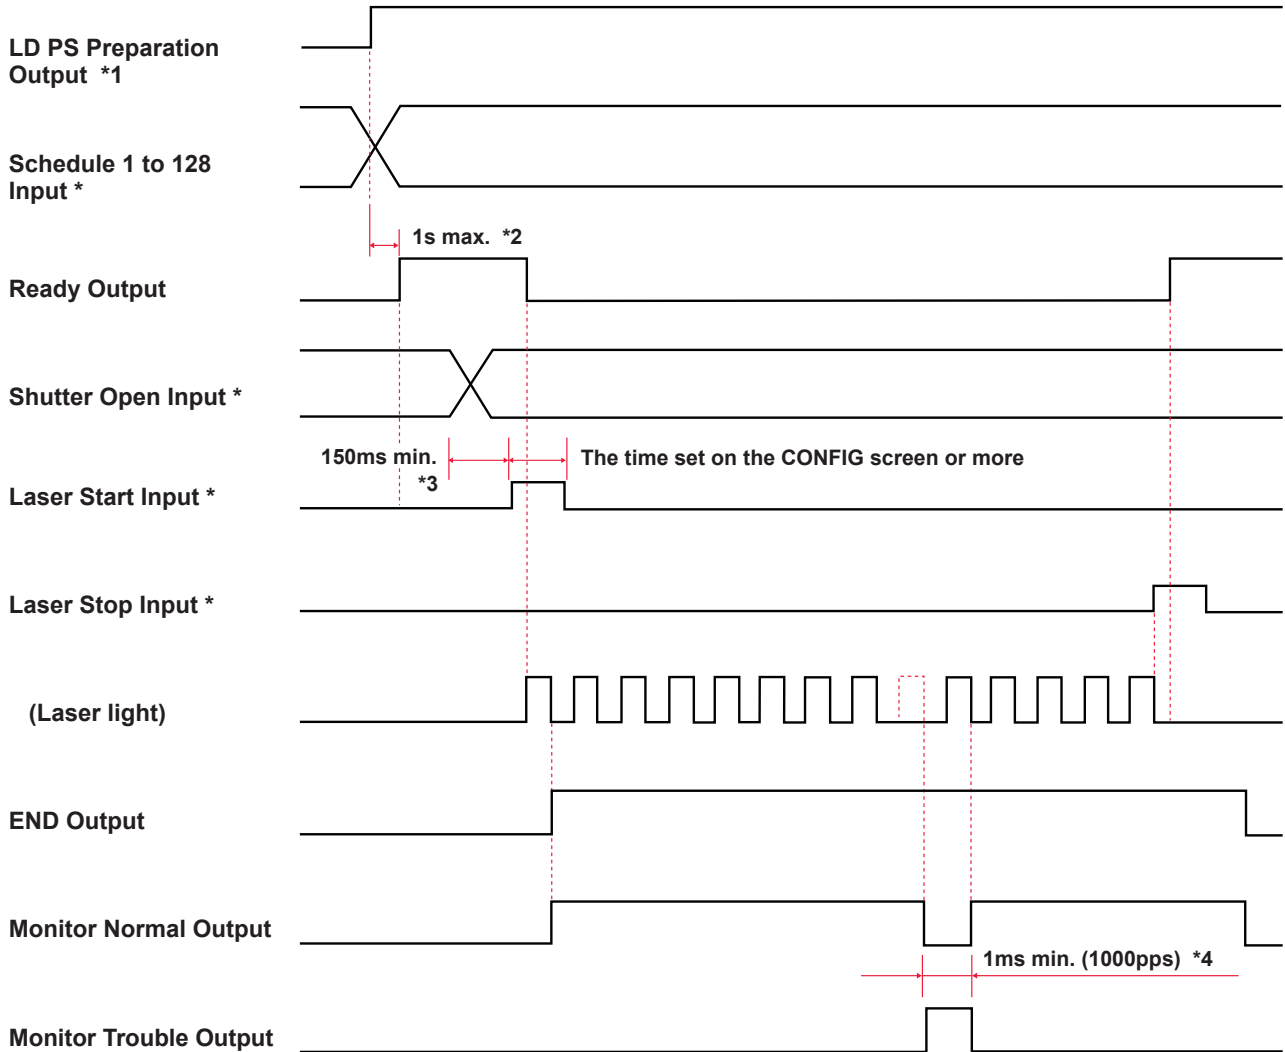 LD PS Preparation
Output *1
Schedule 1 to 128
Input *
1s max. *2
Ready Output
Shutter Open Input *
150ms min.
*3
The time set on the CONFIG screen or more
Laser Start Input *
Laser Stop Input *
(Laser light)
END Output
Monitor Normal Output
1ms min. (1000pps) *4
Monitor Trouble Output